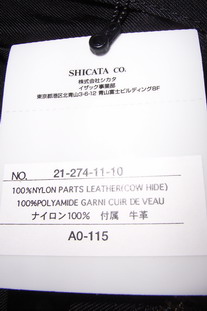 SHICATA CO.
株式会社シカタ
イザック事業部
東京都港区北青山3-6-12 青山富士ビルディング8F
NO. 21-274-11-10
100%NYLON PARTS LEATHER(COW HIDE)
100%POLYAMIDE GARNI CUIR DE VEAU
ナイロン100% 付属 牛革
A0-115